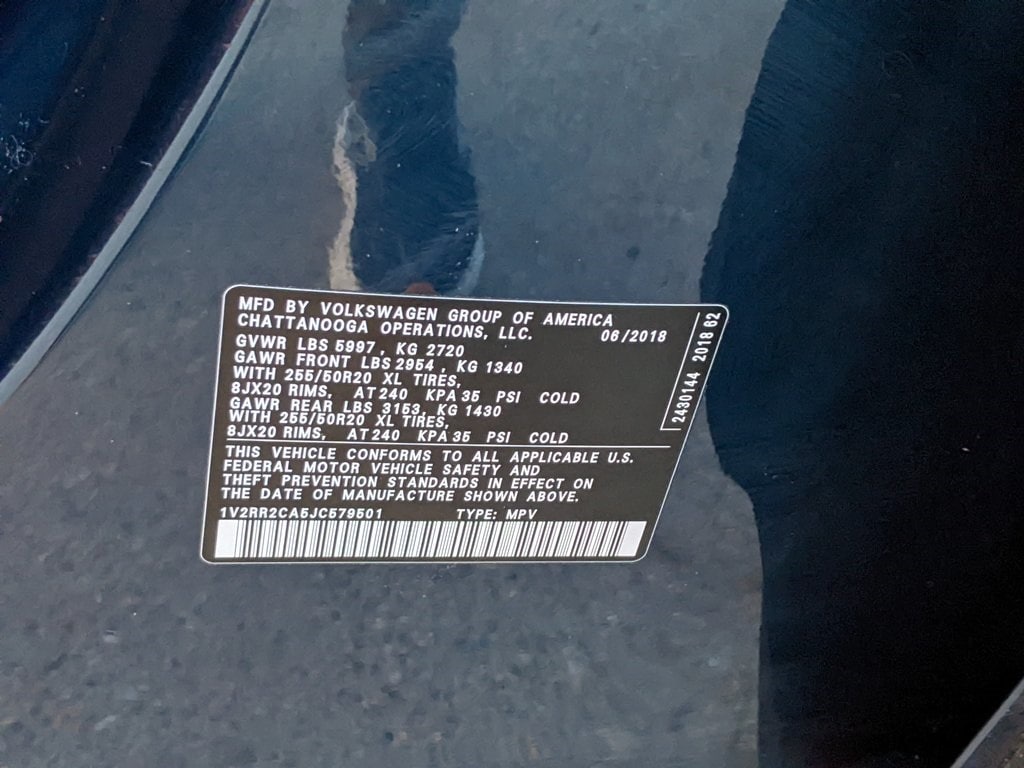 MFD BY VOLKSWAGEN GROUP OF AMERICA
CHATTANOOGA OPERATIONS, LLC. 06/2018
GVWR LBS 5997, KG 2720
GAWR FRONT LBS 2954, KG 1340
WITH 255/50R20 XL TIRES,
8JX20 RIMS, AT 240 KPA 35 PSI COLD
GAWR REAR LBS 3153, KG 1430
WITH 255/50R20 XL TIRES,
8JX20 RIMS, AT 240 KPA 35 PSI COLD
THIS VEHICLE CONFORMS TO ALL APPLICABLE U.S.
FEDERAL MOTOR VEHICLE SAFETY AND
THEFT PREVENTION STANDARDS IN EFFECT ON
THE DATE OF MANUFACTURE SHOWN ABOVE.
1V2RR2CA5JC579501 TYPE: MPV
2430144 2018 62